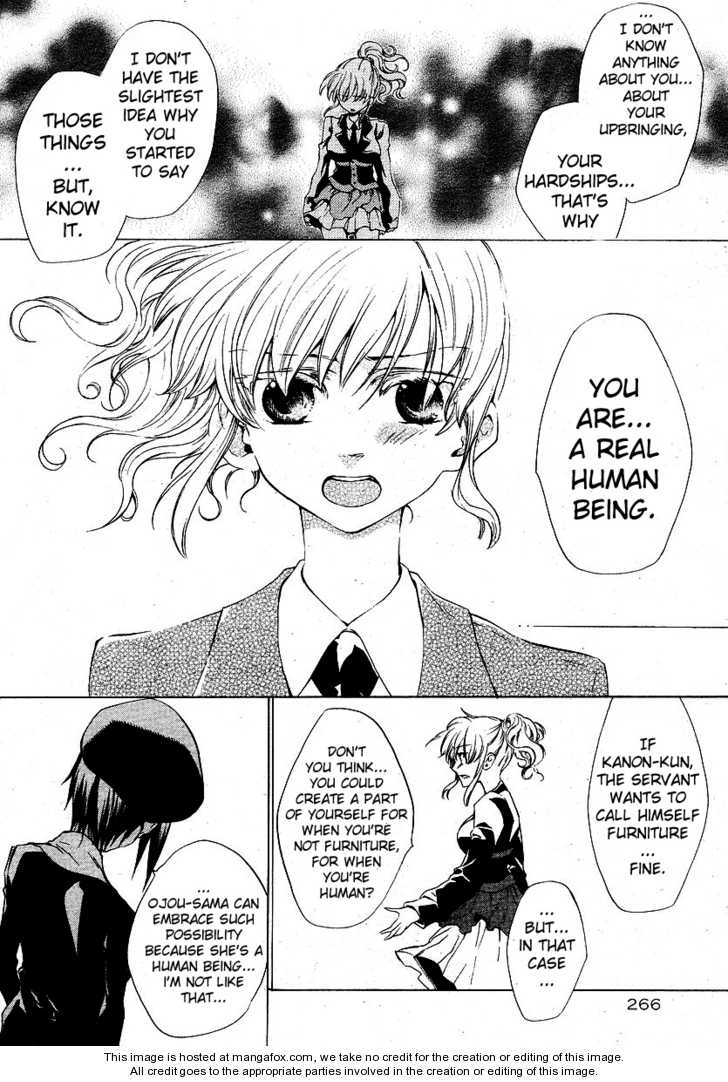 ...
I DON'T
KNOW
ANYTHING
ABOUT YOU...
ABOUT
YOUR
UPBRINGING,
YOUR
HARDSHIPS...
THAT'S
WHY
I DON'T
HAVE THE
SLIGHTEST
IDEA WHY
YOU
STARTED
TO SAY
THOSE
THINGS
...
BUT,
KNOW
IT.
YOU
ARE...
A REAL
HUMAN
BEING.
IF
KANON-KUN,
THE SERVANT
WANTS TO
CALL HIMSELF
FURNITURE
...
FINE.
...
BUT...
IN THAT
CASE
...
DON'T
YOU THINK...
YOU COULD
CREATE A PART
OF YOURSELF FOR
WHEN YOU'RE
NOT FURNITURE,
FOR WHEN
YOU'RE
HUMAN?
...
OJOU-SAMA CAN
EMBRACE SUCH
POSSIBILITY
BECAUSE SHE'S A
HUMAN BEING...
I'M NOT LIKE
THAT...
266
This image is hosted at mangafox.com, we take no credit for the creation or editing of this image.
All credit goes to the appropriate parties involved in the creation or editing of this image.